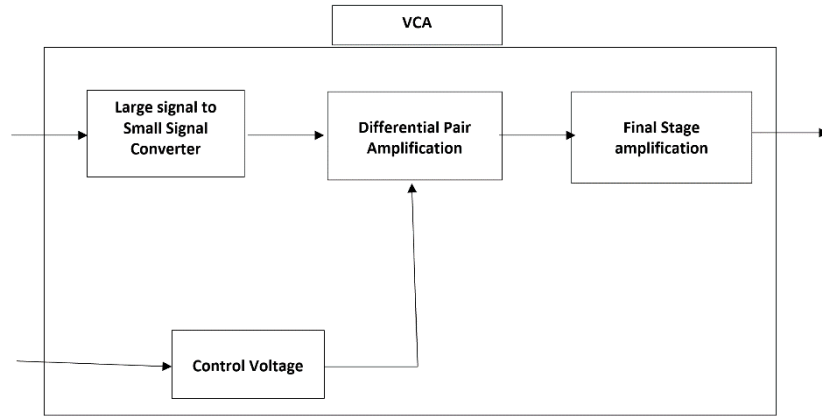 VCA
Large signal to
Small Signal
Converter
Differential Pair
Amplification
Final Stage
amplification
Control Voltage